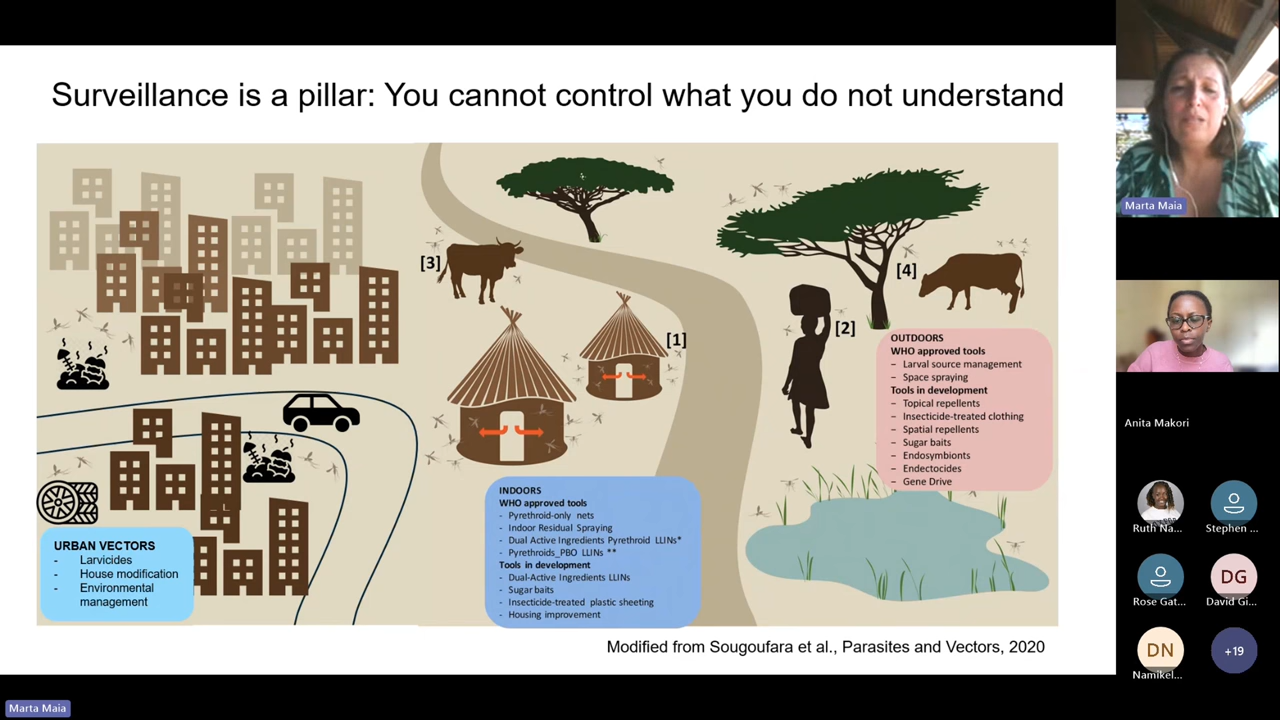 Surveillance is a pillar: You cannot control what you do not understand
[3]
[1]
[2]
[4]
OUTDOORS
WHO approved tools
– Larval source management
– Space spraying
Tools in development
– Topical repellents
– Insecticide-treated clothing
– Spatial repellents
– Sugar baits
– Endosymbionts
– Endectocides
– Gene Drive
INDOORS
WHO approved tools
- Pyrethroid-only nets
- Indoor Residual Spraying
- Dual Active Ingredients Pyrethroid LLINs*
- Pyrethroids_PBO LLINs **
Tools in development
- Dual-Active Ingredients LLINs
- Sugar baits
- Insecticide-treated plastic sheeting
- Housing improvement
URBAN VECTORS
- Larvicides
- House modification
- Environmental
management
Modified from Sougoufara et al., Parasites and Vectors, 2020
Marta Maia
Marta Maia
Anita Makori
Ruth Na...
Stephen ...
Rose Gat...
DG
David Gi...
DN
Namikel...
+19